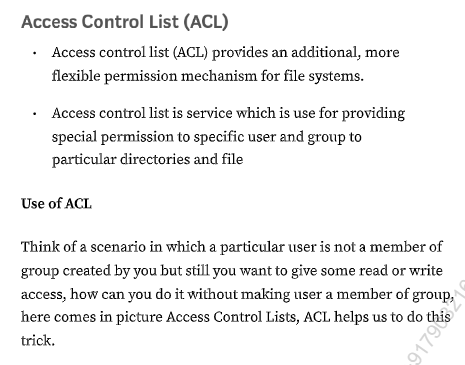 Access Control List (ACL)
• Access control list (ACL) provides an additional, more
flexible permission mechanism for file systems.
• Access control list is service which is use for providing
special permission to specific user and group to
particular directories and file
Use of ACL
Think of a scenario in which a particular user is not a member of
group created by you but still you want to give some read or write
access, how can you do it without making user a member of group,
here comes in picture Access Control Lists, ACL helps us to do this
trick.